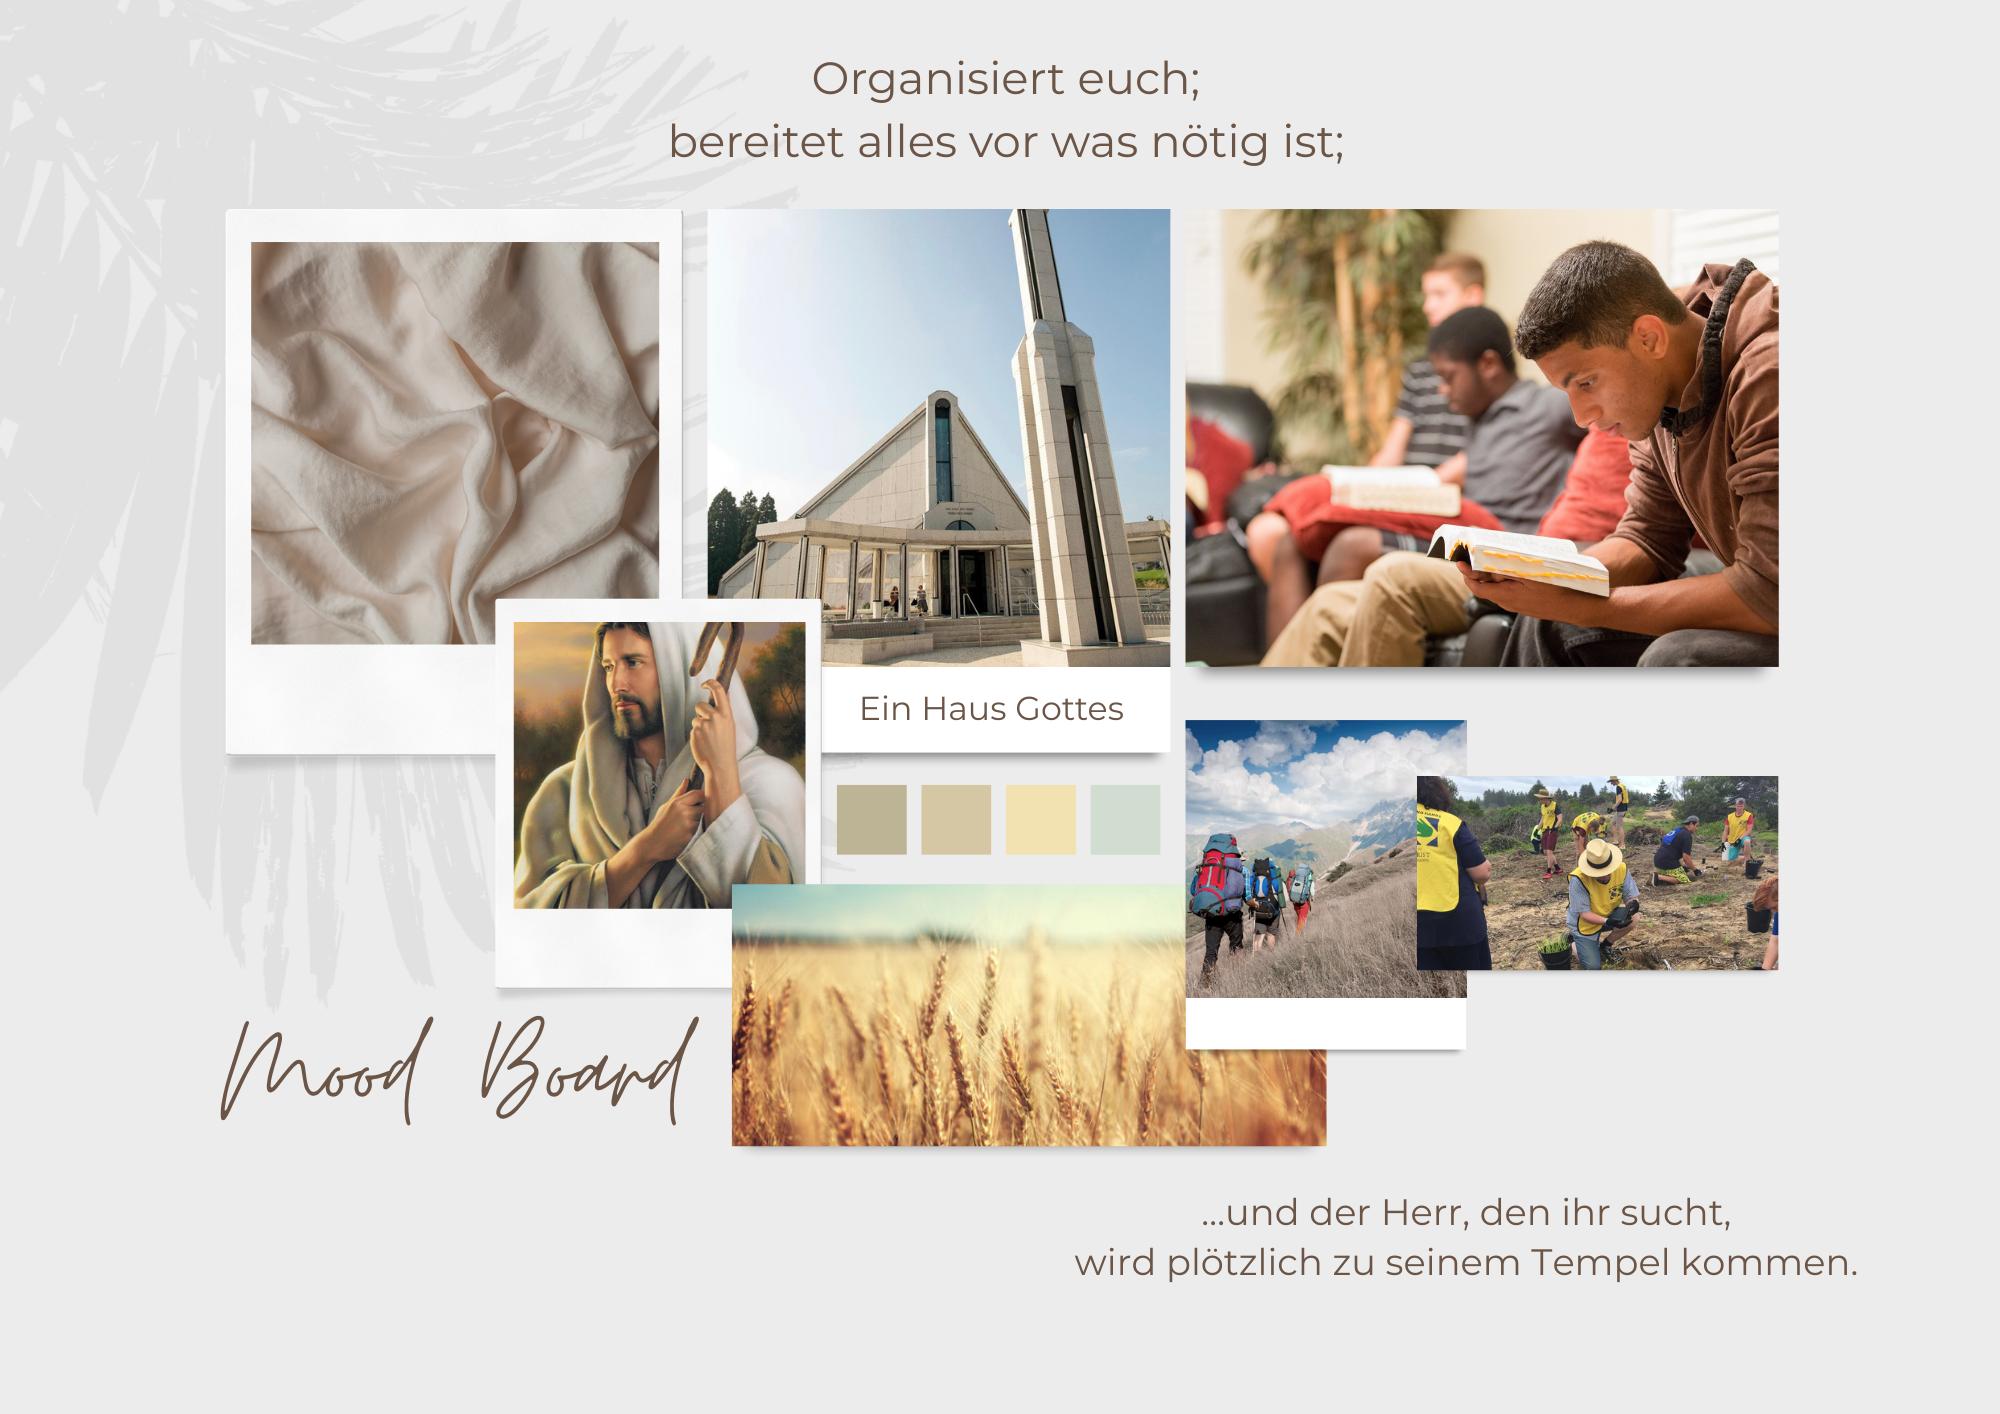 Organisiert euch;
bereitet alles vor was nötig ist;
Ein Haus Gottes
Mood Board
...und der Herr, den ihr sucht,
wird plötzlich zu seinem Tempel kommen.